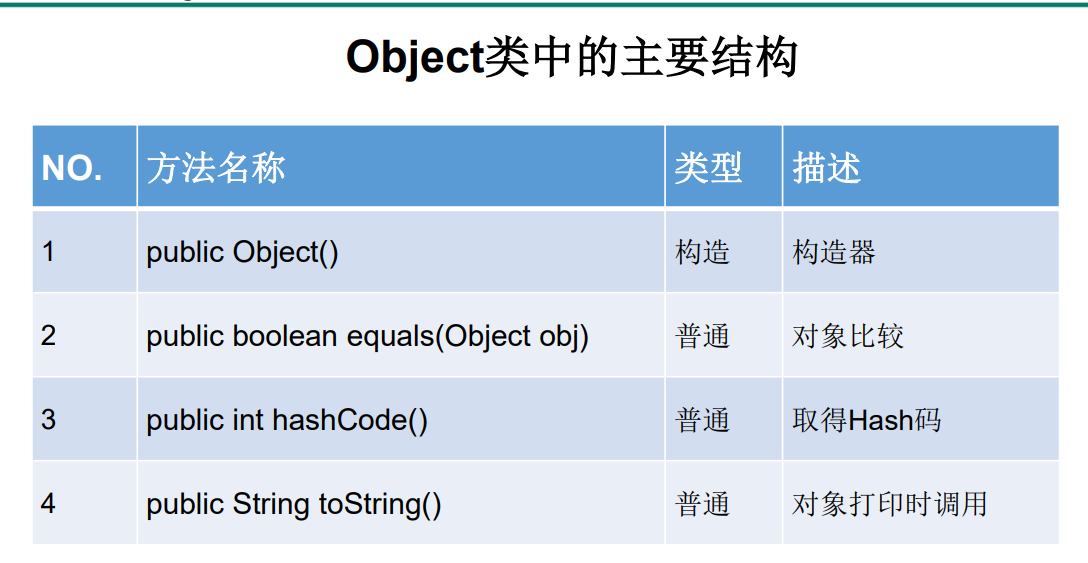 Object类中的主要结构
NO. 方法名称 类型 描述
1 public Object() 构造 构造器
2 public boolean equals(Object obj) 普通 对象比较
3 public int hashCode() 普通 取得Hash码
4 public String toString() 普通 对象打印时调用